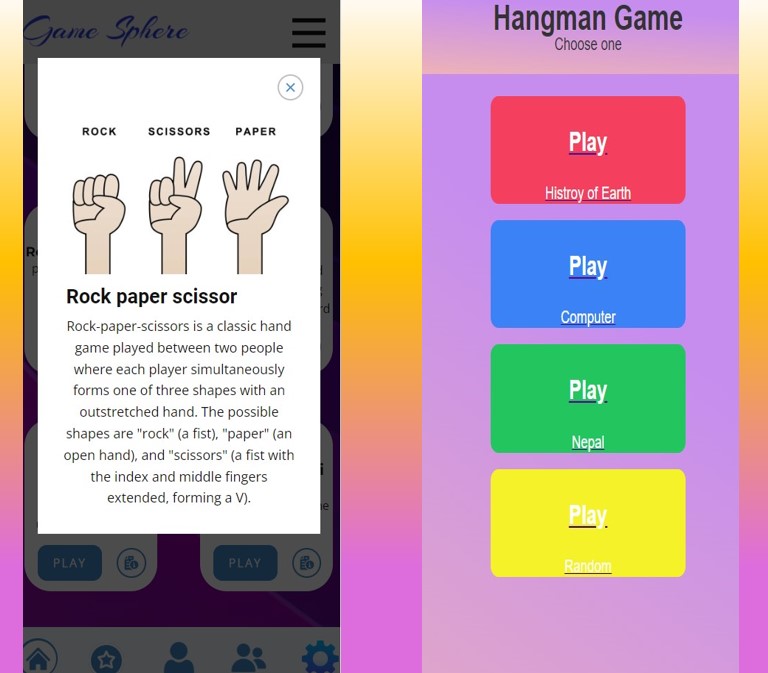 Game Sphere
ROCK SCISSORS PAPER
Rock paper scissor
Rock-paper-scissors is a classic hand
game played between two people
where each player simultaneously
forms one of three shapes with an
outstretched hand. The possible
shapes are "rock" (a fist), "paper" (an
open hand), and "scissors" (a fist with
the index and middle fingers
extended, forming a V).
PLAY
PLAY
Hangman Game
Choose one
Play
Histroy of Earth
Play
Computer
Play
Nepal
Play
Random